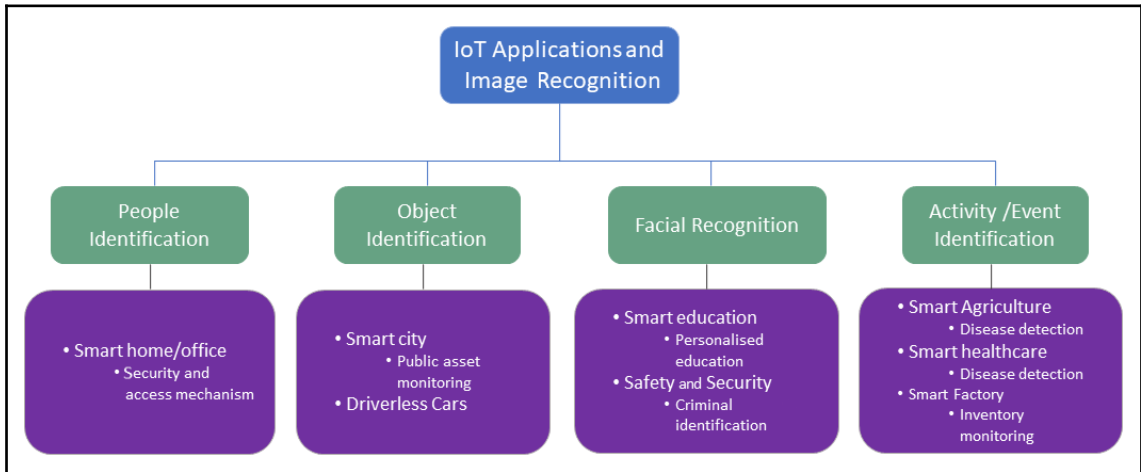 IoT Applications and
Image Recognition
People
Identification
• Smart home/office
• Security and
access mechanism
Object
Identification
• Smart city
• Public asset
monitoring
• Driverless Cars
Facial Recognition
• Smart education
• Personalised
education
• Safety and Security
• Criminal
identification
Activity /Event
Identification
• Smart Agriculture
• Disease detection
• Smart healthcare
• Disease detection
• Smart Factory
• Inventory
monitoring